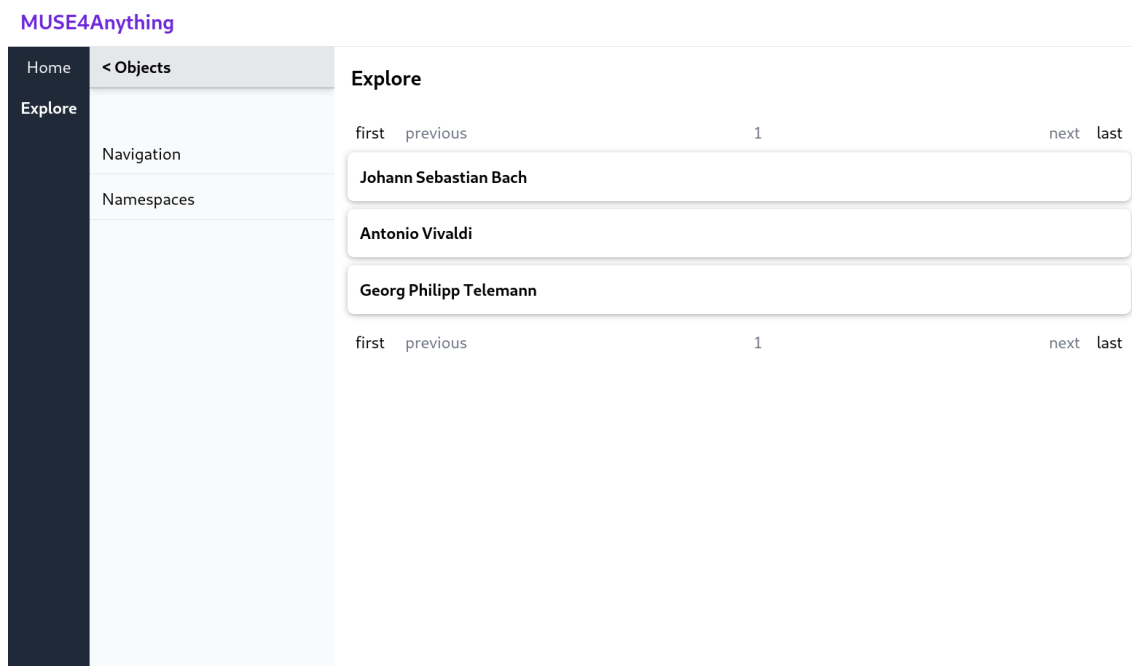 MUSE4Anything
Home
Explore
< Objects
Navigation
Namespaces
Explore
first previous 1 next last
Johann Sebastian Bach
Antonio Vivaldi
Georg Philipp Telemann
first previous 1 next last